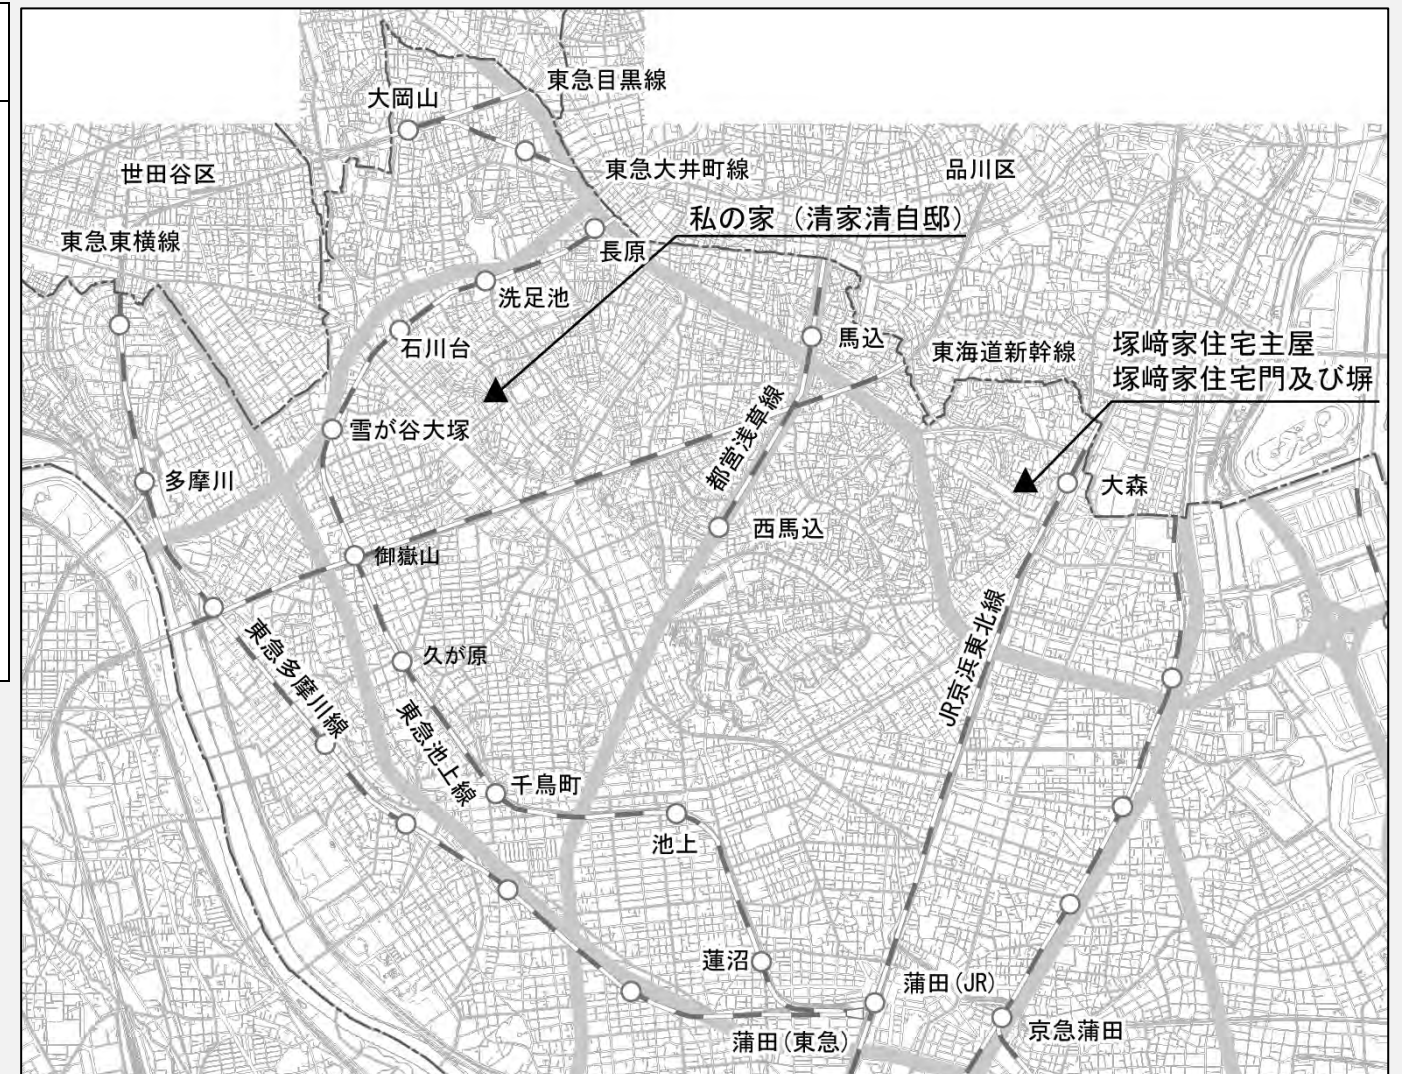 東急目黒線
大岡山
世田谷区
東急大井町線
品川区
私の家（清家清自邸）
東急東横線
長原
洗足池
馬込
石川台
東海道新幹線
塚﨑家住宅主屋
塚﨑家住宅門及び塀
雪が谷大塚
都営浅草線
多摩川
大森
西馬込
御嶽山
JR京浜東北線
東急多摩川線
久が原
東急池上線
千鳥町
池上
蓮沼
蒲田(JR)
蒲田(東急)
京急蒲田